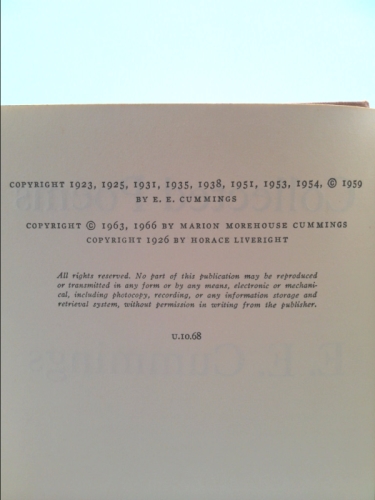 COPYRIGHT 1923, 1925, 1931, 1935, 1938, 1951, 1953, 1954, © 1959
BY E. E. CUMMINGS
COPYRIGHT © 1963, 1966 BY MARION MOREHOUSE CUMMINGS
COPYRIGHT 1926 BY HORACE LIVERIGHT
All rights reserved. No part of this publication may be reproduced
or transmitted in any form or by any means, electronic or mechani-
cal, including photocopy, recording, or any information storage and
retrieval system, without permission in writing from the publisher.
U.10.68